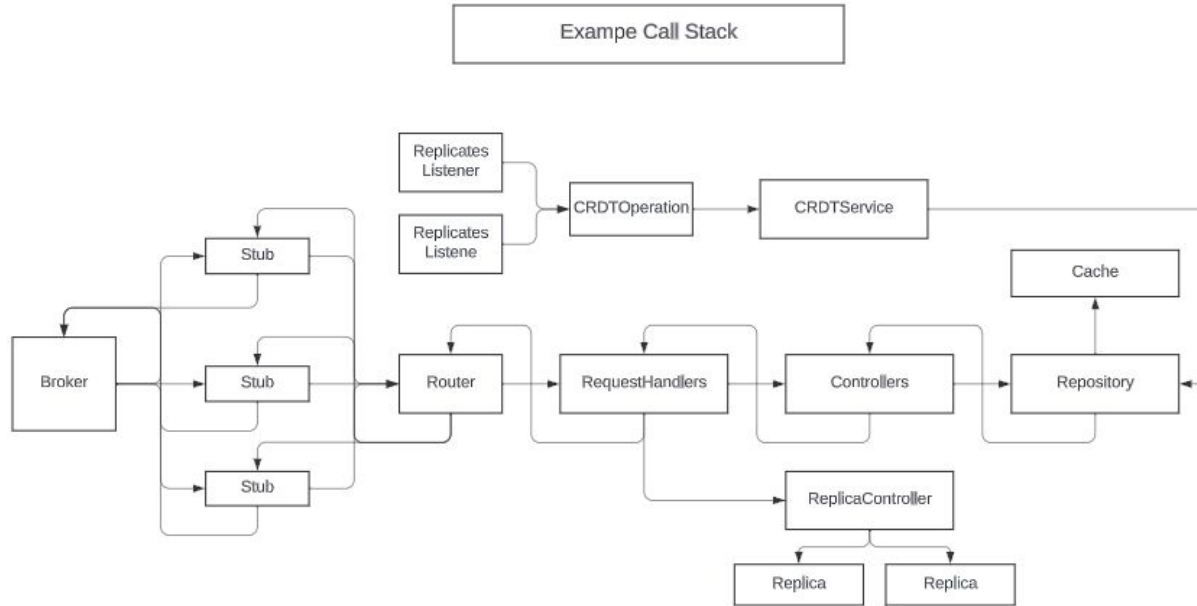 Exampe Call Stack
Replicates
Listener
CRDTOperation
CRDTService
Replicates
Listene
Stub
Cache
Broker
Stub
Router
RequestHandlers
Controllers
Repository
Stub
ReplicaController
Replica
Replica